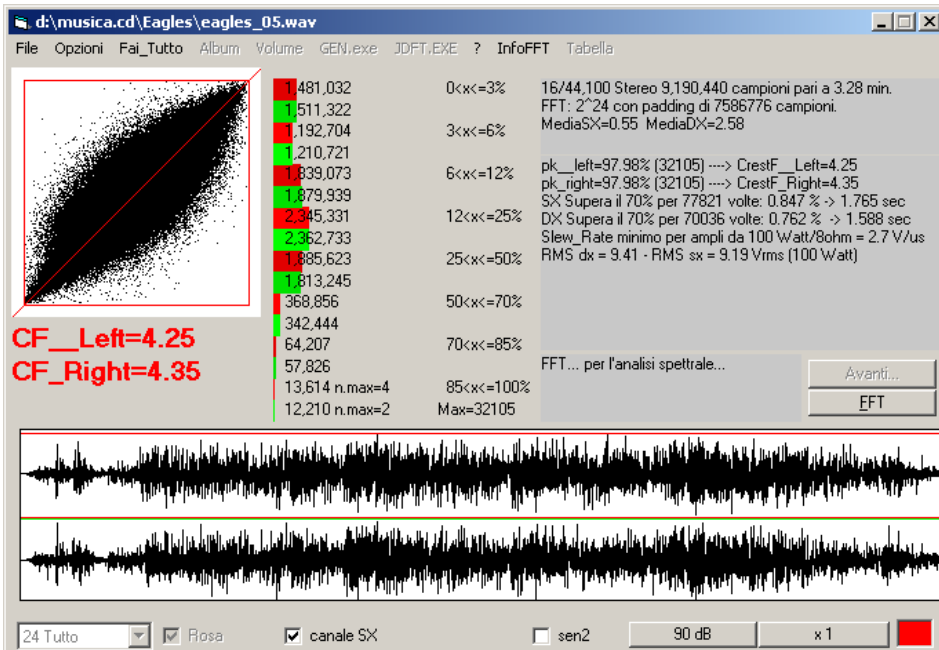 d:\musica.cd\Eagles\eagles_05.wav
File Opzioni Fai_Tutto Album Volume GEN.exe JDFT.EXE ? InfoFFT Tabella
1,481,032 0<x<=3%
1,511,322
1,192,704 3<x<=6%
1,210,721
1,839,073 6<x<=12%
1,879,939
2,345,331 12<x<=25%
2,362,733
1,885,623 25<x<=50%
1,813,245
368,856 50<x<=70%
342,444
64,207 70<x<=85%
57,826
13,614 n.max=4 85<x<=100%
12,210 n.max=2 Max=32105
16/44,100 Stereo 9,190,440 campioni pari a 3.28 min.
FFT: 2^24 con padding di 7586776 campioni.
MediaSX=0.55 MediaDX=2.58
pk__left=97.98% (32105) ----> CrestF__Left=4.25
pk_right=97.98% (32105) ----> CrestF_Right=4.35
SX Supera il 70% per 77821 volte: 0.847 % -> 1.765 sec
DX Supera il 70% per 70036 volte: 0.762 % -> 1.588 sec
Slew_Rate minimo per ampli da 100 Watt/8ohm = 2.7 V/us
RMS dx = 9.41 - RMS sx = 9.19 Vrms (100 Watt)
CF__Left=4.25
CF_Right=4.35
FFT... per l'analisi spettrale...
Avanti...
FFT
24 Tutto Rosa canale SX sen2 90 dB x 1